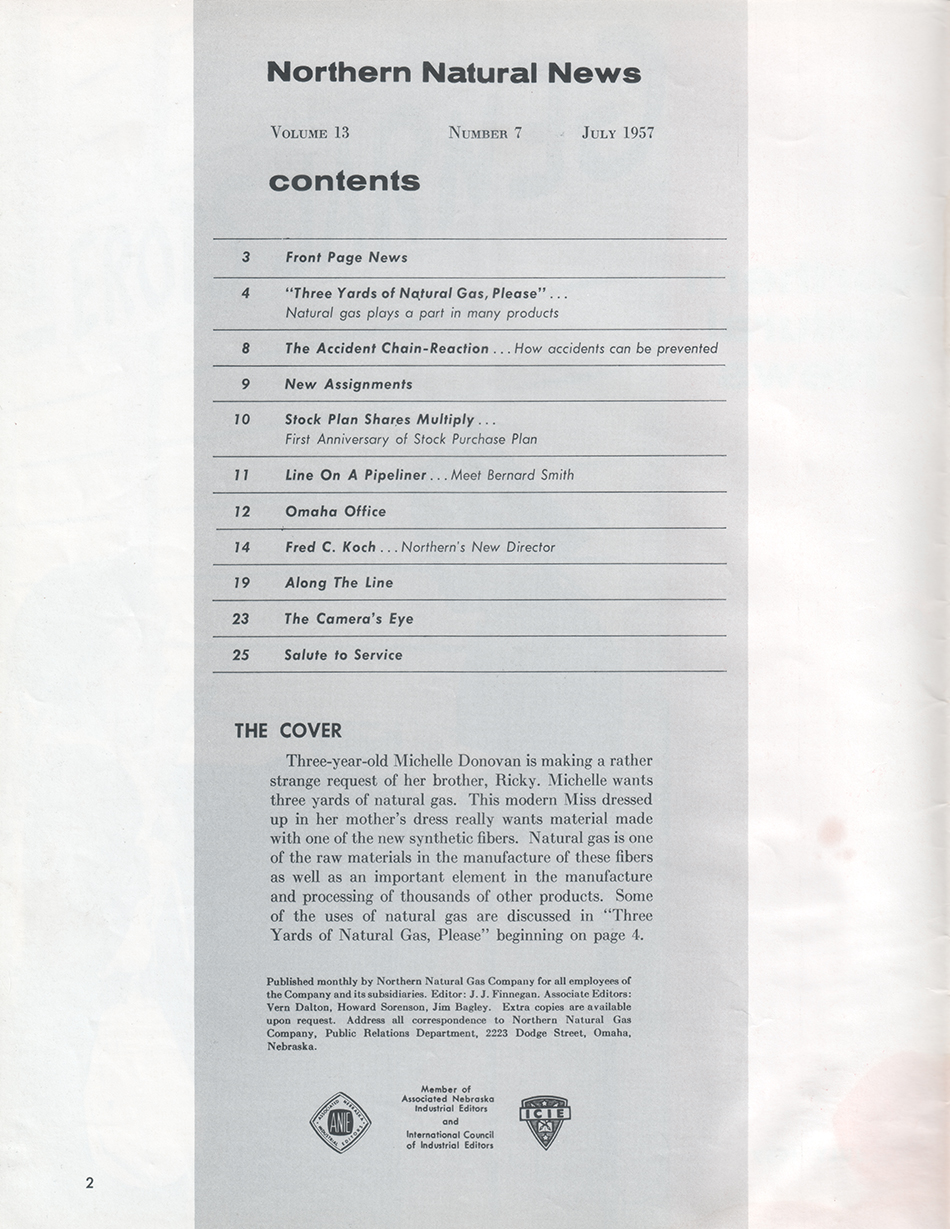 Northern Natural News
VOLUME 13 NUMBER 7 JULY 1957
contents
3 Front Page News
4 “Three Yards of Natural Gas, Please” . . .
Natural gas plays a part in many products
8 The Accident Chain-Reaction . . . How accidents can be prevented
9 New Assignments
10 Stock Plan Shares Multiply . . .
First Anniversary of Stock Purchase Plan
11 Line On A Pipeliner . . . Meet Bernard Smith
12 Omaha Office
14 Fred C. Koch . . . Northern's New Director
19 Along The Line
23 The Camera's Eye
25 Salute to Service
THE COVER
Three-year-old Michelle Donovan is making a rather
strange request of her brother, Ricky. Michelle wants
three yards of natural gas. This modern Miss dressed
up in her mother's dress really wants material made
with one of the new synthetic fibers. Natural gas is one
of the raw materials in the manufacture of these fibers
as well as an important element in the manufacture
and processing of thousands of other products. Some
of the uses of natural gas are discussed in “Three
Yards of Natural Gas, Please” beginning on page 4.
Published monthly by Northern Natural Gas Company for all employees of
the Company and its subsidiaries. Editor: J. J. Finnegan. Associate Editors:
Vern Dalton, Howard Sorenson, Jim Bagley. Extra copies are available
upon request. Address all correspondence to Northern Natural Gas
Company, Public Relations Department, 2223 Dodge Street, Omaha,
Nebraska.
ASSOCIATED NEBRASKA
ANIE
INDUSTRIAL EDITORS
Member of
Associated Nebraska
Industrial Editors
and
International Council
of Industrial Editors
ICIE
2